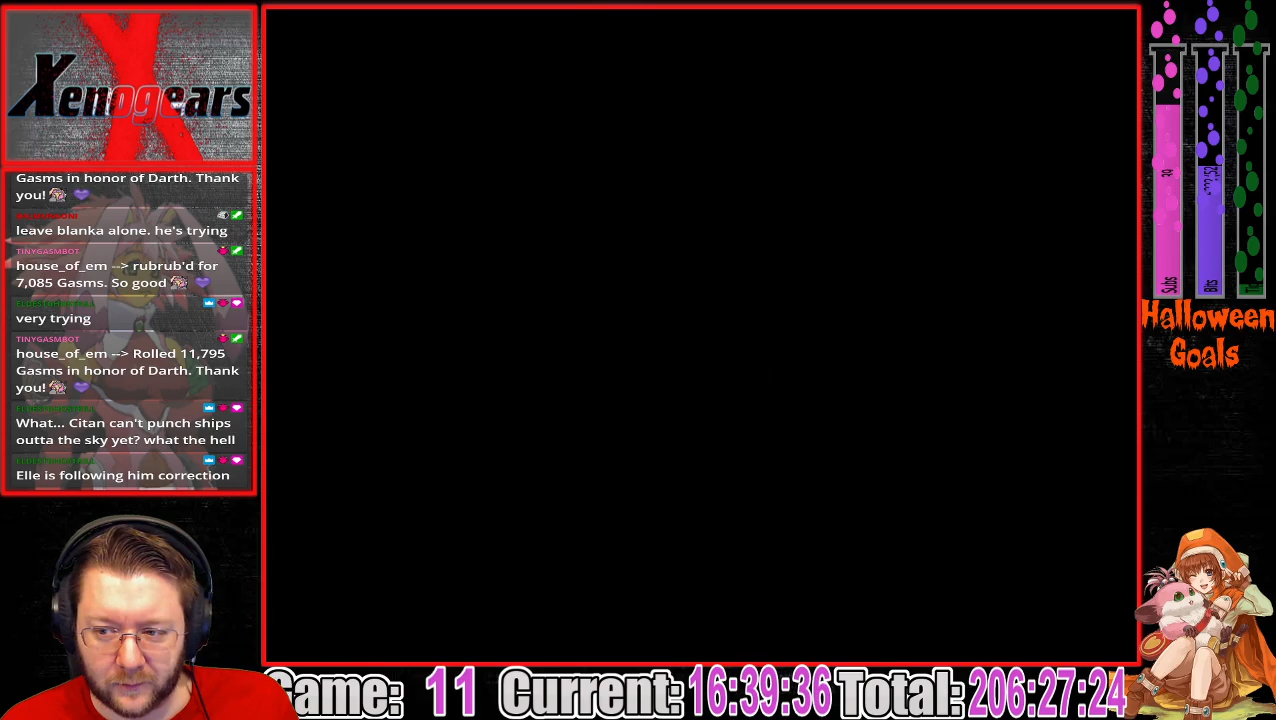 Xenogears
Gasms in honor of Darth. Thank
you!
leave blanka alone. he's trying
TINYGASMBOT
house_of_em --> rubrub'd for
7,085 Gasms. So good
very trying
TINYGASMBOT
house_of_em --> Rolled 11,795
Gasms in honor of Darth. Thank
you!
What... Citan can't punch ships
outta the sky yet? what the hell
Elle is following him correction
Subs
Bits
Halloween
Goals
Game: 11 Current: 16:39:36 Total: 206:27:24